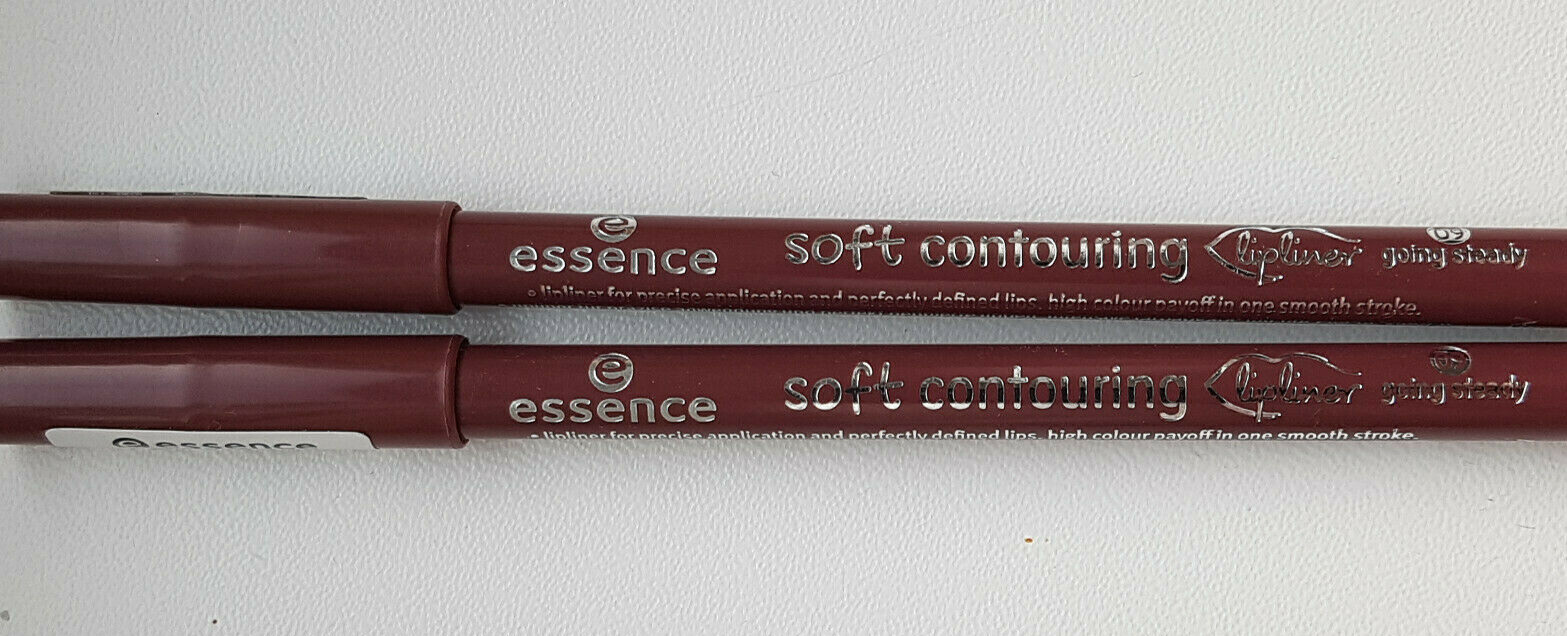 e
essence
soft contouring lipliner
09
going steady
• lipliner for precise application and perfectly defined lips. high colour payoff in one smooth stroke.
e
essence
soft contouring lipliner
09
going steady
• lipliner for precise application and perfectly defined lips. high colour payoff in one smooth stroke.
e essence